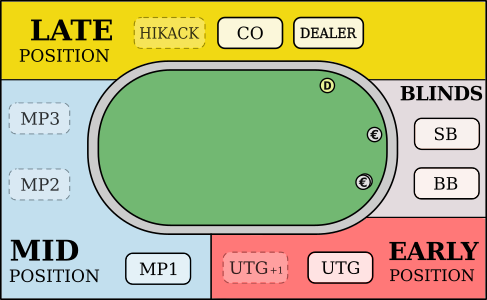 LATE
POSITION
HIKACK
CO
DEALER
D
BLINDS
MP3
€
SB
MP2
€
BB
MID
POSITION
MP1
UTG+1
UTG
EARLY
POSITION